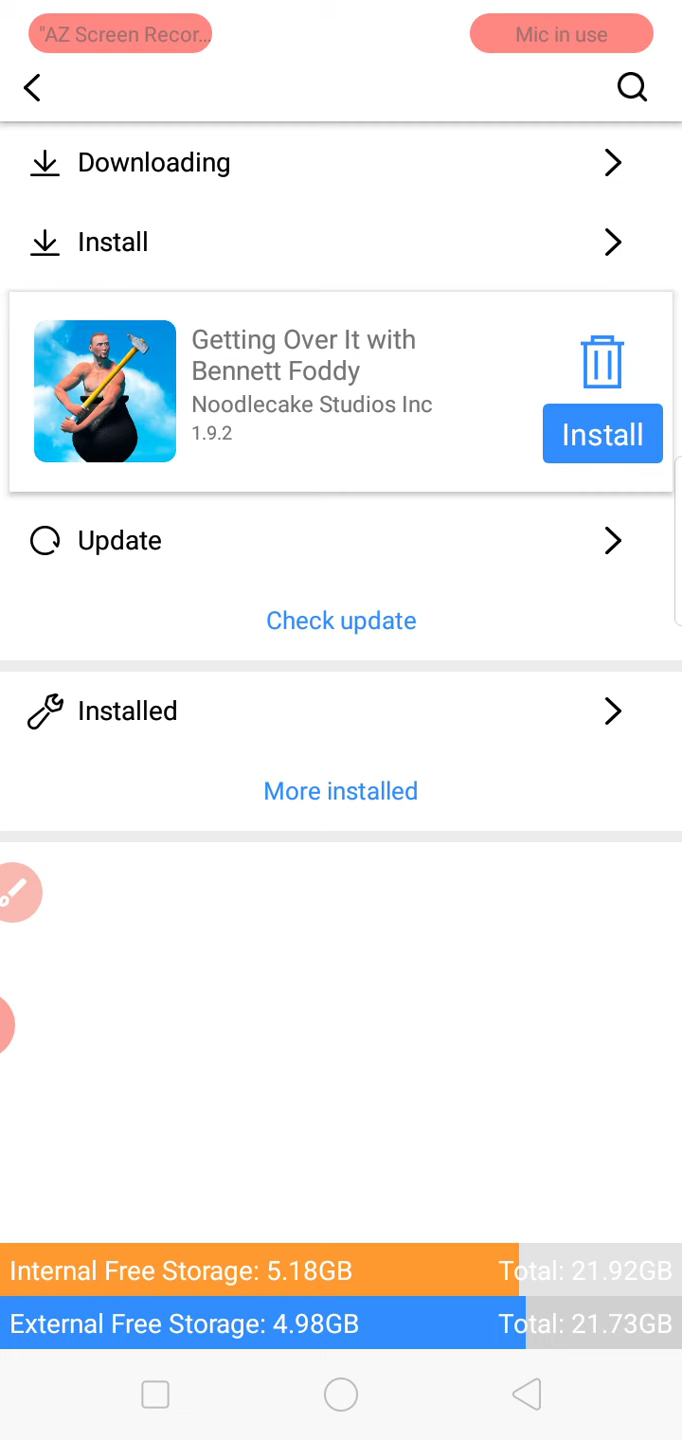 "AZ Screen Recor...
Mic in use
Downloading
Install
Getting Over It with
Bennett Foddy
Noodlecake Studios Inc
1.9.2
Install
Update
Check update
Installed
More installed
Internal Free Storage: 5.18GB Total: 21.92GB
External Free Storage: 4.98GB Total: 21.73GB